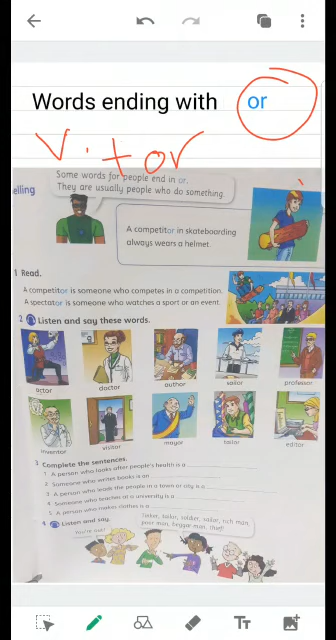 Words ending with or
V.tor
elling
Some words for people end in or.
They are usually people who do something
A competitor in skateboarding
always wears a helmet.
1 Read.
A competitor is someone who competes in a competition.
A spectator is someone who watches a sport or an event.
2 Listen and say these words.
actor
doctor
author
sailor
professor
inventor
visitor
mayor
tailor
editor
3 Complete the sentences.
1 A person who looks after people's health is a
2 Someone who writes books is an
3 A person who leads the people in a town or city is a
4 Someone who teaches at a university is a
5 A person who makes clothes is a
4 Listen and say.
Tinker, tailor, soldier, sailor, rich man,
poor man, beggar man, thief!
You're out!
TT